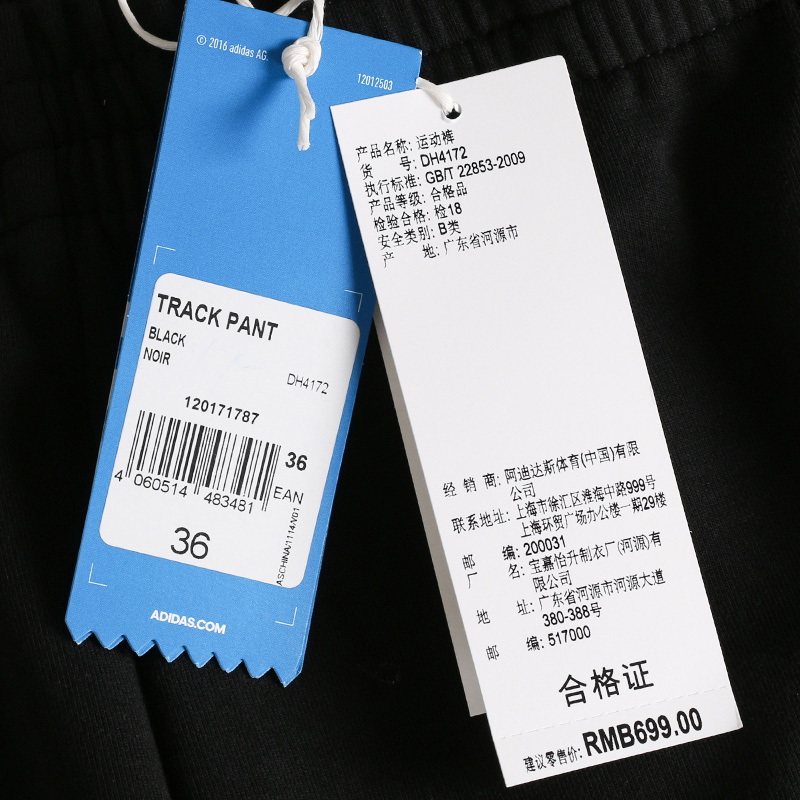 © 2016 adidas AG.
12012503
TRACK PANT
BLACK
NOIR
DH4172
120171787
36
4 060514 483481
EAN
36
ASCHINA/1114/V01
ADIDAS.COM
产品名称: 运动裤
货 号: DH4172
执行标准: GB/T 22853-2009
产品等级: 合格品
检验合格: 检18
安全类别: B类
产 地: 广东省河源市
经 销 商: 阿迪达斯体育(中国)有限
公司
联系地址: 上海市徐汇区淮海中路999号
上海环贸广场办公楼一期29楼
邮 编: 200031
厂 名: 宝嘉怡升制衣厂(河源)有
限公司
地 址: 广东省河源市河源大道
380-388号
邮 编: 517000
合格证
建议零售价: RMB699.00